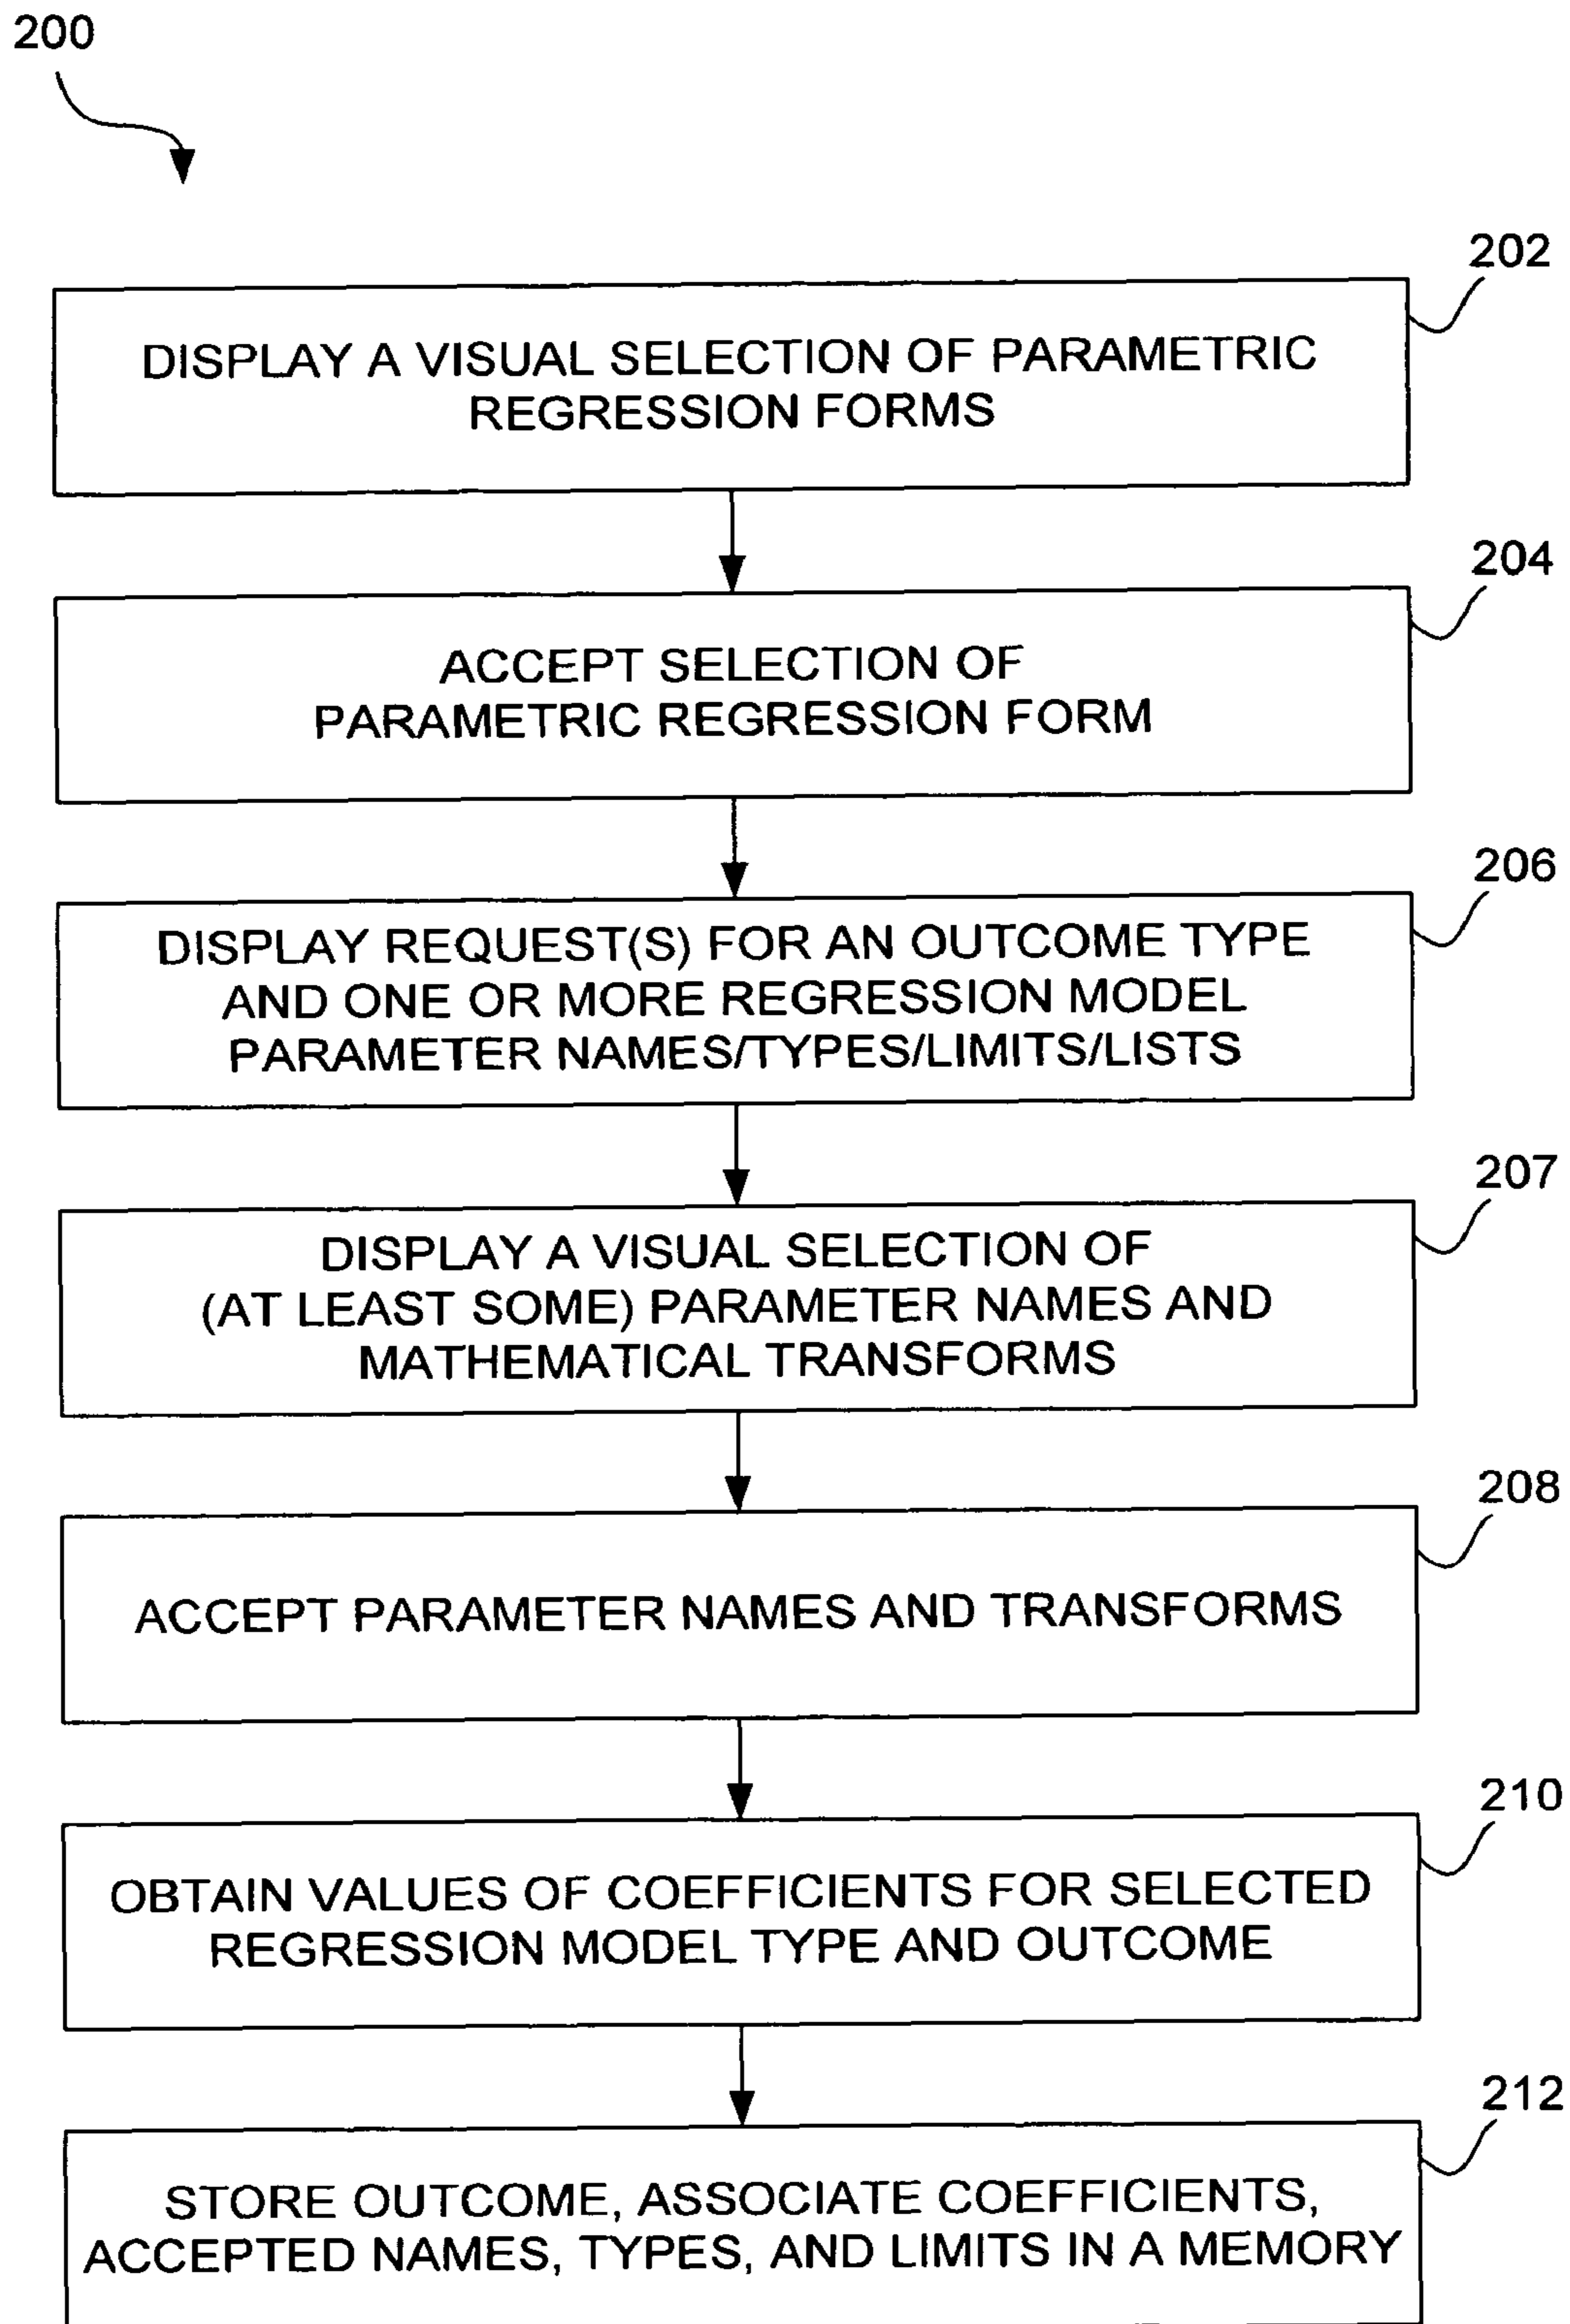 200
202
DISPLAY A VISUAL SELECTION OF PARAMETRIC
REGRESSION FORMS
204
ACCEPT SELECTION OF
PARAMETRIC REGRESSION FORM
206
DISPLAY REQUEST(S) FOR AN OUTCOME TYPE
AND ONE OR MORE REGRESSION MODEL
PARAMETER NAMES/TYPES/LIMITS/LISTS
207
DISPLAY A VISUAL SELECTION OF
(AT LEAST SOME) PARAMETER NAMES AND
MATHEMATICAL TRANSFORMS
208
ACCEPT PARAMETER NAMES AND TRANSFORMS
210
OBTAIN VALUES OF COEFFICIENTS FOR SELECTED
REGRESSION MODEL TYPE AND OUTCOME
212
STORE OUTCOME, ASSOCIATE COEFFICIENTS,
ACCEPTED NAMES, TYPES, AND LIMITS IN A MEMORY